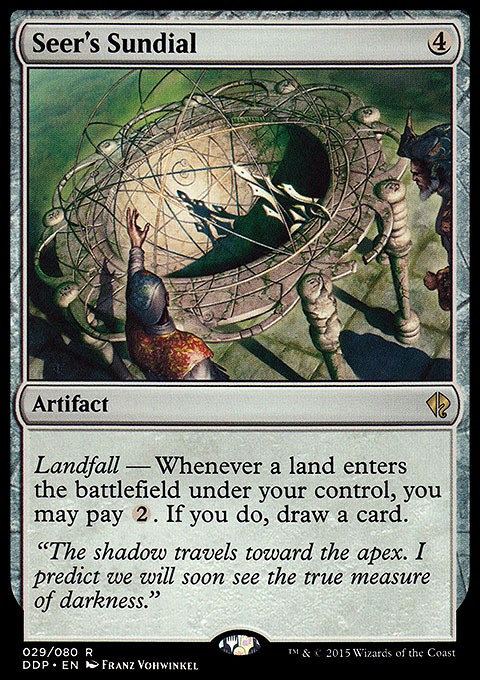 Seer's Sundial 4
Artifact
Landfall — Whenever a land enters
the battlefield under your control, you
may pay 2. If you do, draw a card.
“The shadow travels toward the apex. I
predict we will soon see the true measure
of darkness.”
029/080 R
DDP • EN Franz Vohwinkel
™ & © 2015 Wizards of the Coast